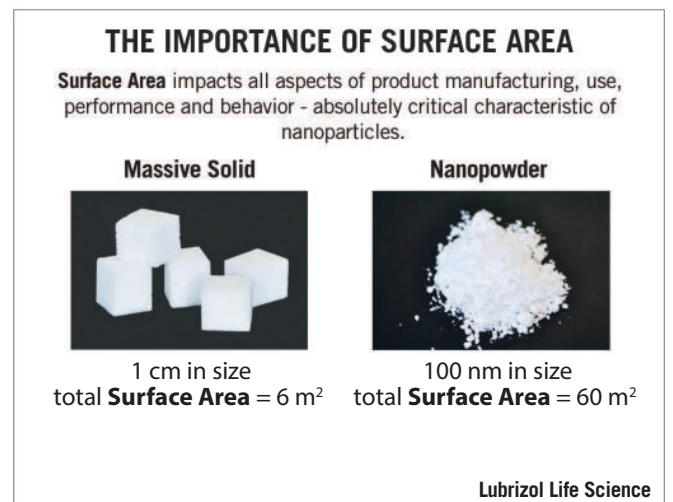 THE IMPORTANCE OF SURFACE AREA
Surface Area impacts all aspects of product manufacturing, use,
performance and behavior - absolutely critical characteristic of
nanoparticles.
Massive Solid
Nanopowder
1 cm in size
total Surface Area = 6 m²
100 nm in size
total Surface Area = 60 m²
Lubrizol Life Science